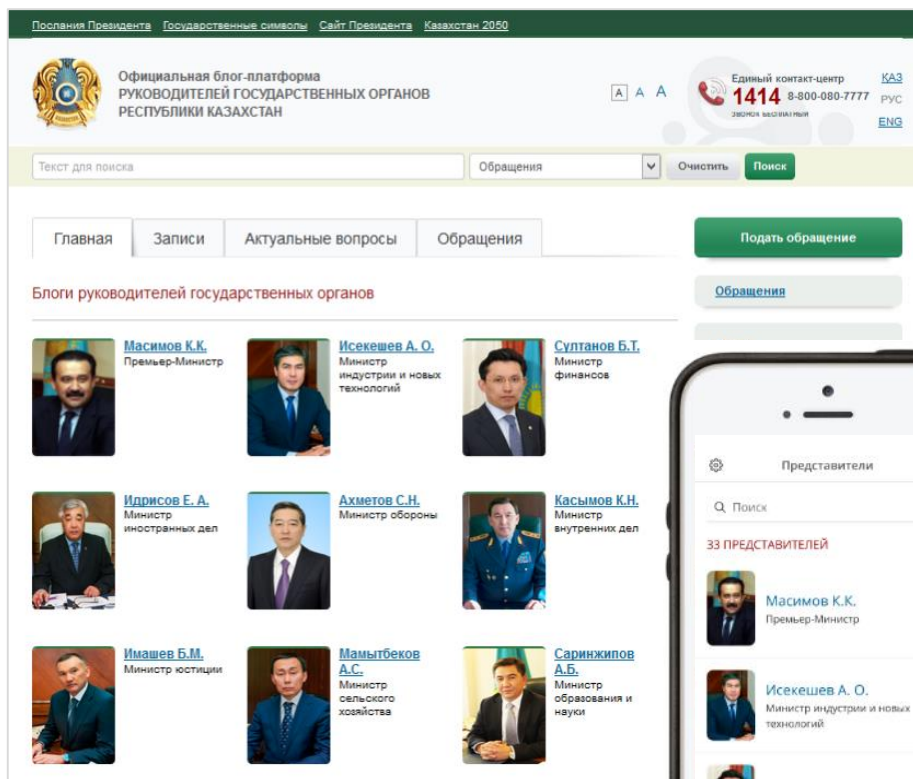 Послания Президента Государственные символы Сайт Президента Казахстан 2050
Официальная блог-платформа
РУКОВОДИТЕЛЕЙ ГОСУДАРСТВЕННЫХ ОРГАНОВ
РЕСПУБЛИКИ КАЗАХСТАН
A A A
Единый контакт-центр
1414 8-800-080-7777
ЗВОНОК БЕСПЛАТНЫЙ
ҚАЗ
РУС
ENG
Текст для поиска
Обращения
Очистить
Поиск
Главная
Записи
Актуальные вопросы
Обращения
Подать обращение
Обращения
Блоги руководителей государственных органов
Масимов К.К.
Премьер-Министр
Исекешев А. О.
Министр
индустрии и новых
технологий
Султанов Б.Т.
Министр
финансов
Идрисов Е. А.
Министр
иностранных дел
Ахметов С.Н.
Министр обороны
Касымов К.Н.
Министр
внутренних дел
Имашев Б.М.
Министр юстиции
Мамытбеков
А.С.
Министр
сельского
хозяйства
Саринжипов
А.Б.
Министр
образования и
науки
Представители
Поиск
33 ПРЕДСТАВИТЕЛЕЙ
Масимов К.К.
Премьер-Министр
Исекешев А. О.
Министр индустрии и новых
технологий